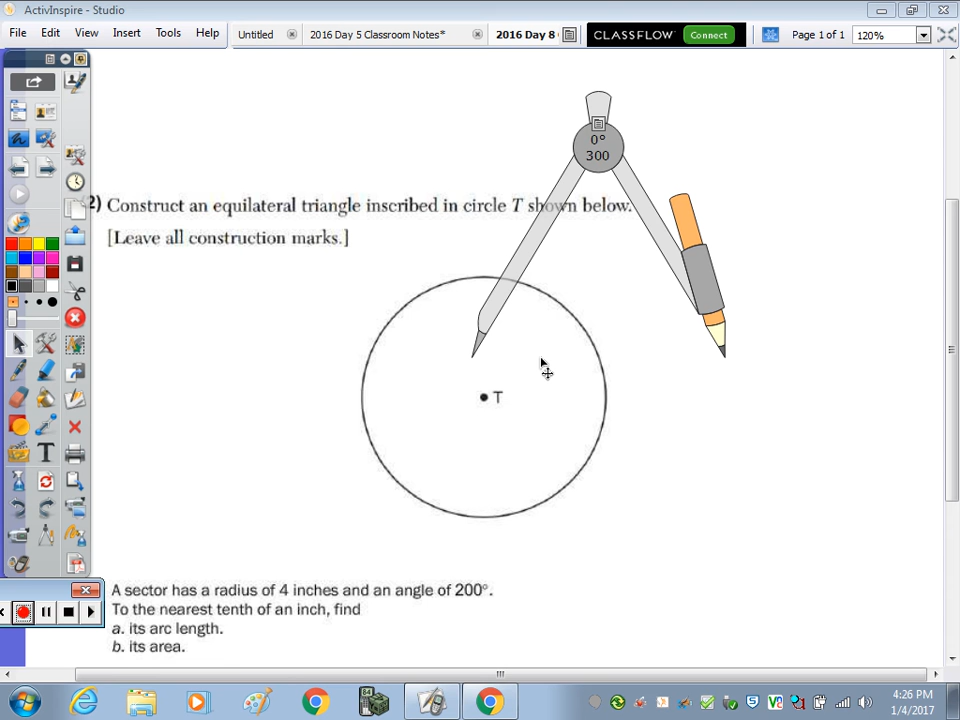 ActivInspire - Studio
File Edit View Insert Tools Help
Untitled
2016 Day 5 Classroom Notes*
2016 Day 8
CLASSFLOW
Connect
Page 1 of 1
120%
0°
300
2) Construct an equilateral triangle inscribed in circle T shown below.
[Leave all construction marks.]
T
A sector has a radius of 4 inches and an angle of 200°.
To the nearest tenth of an inch, find
a. its arc length.
b. its area.
4:26 PM
1/4/2017